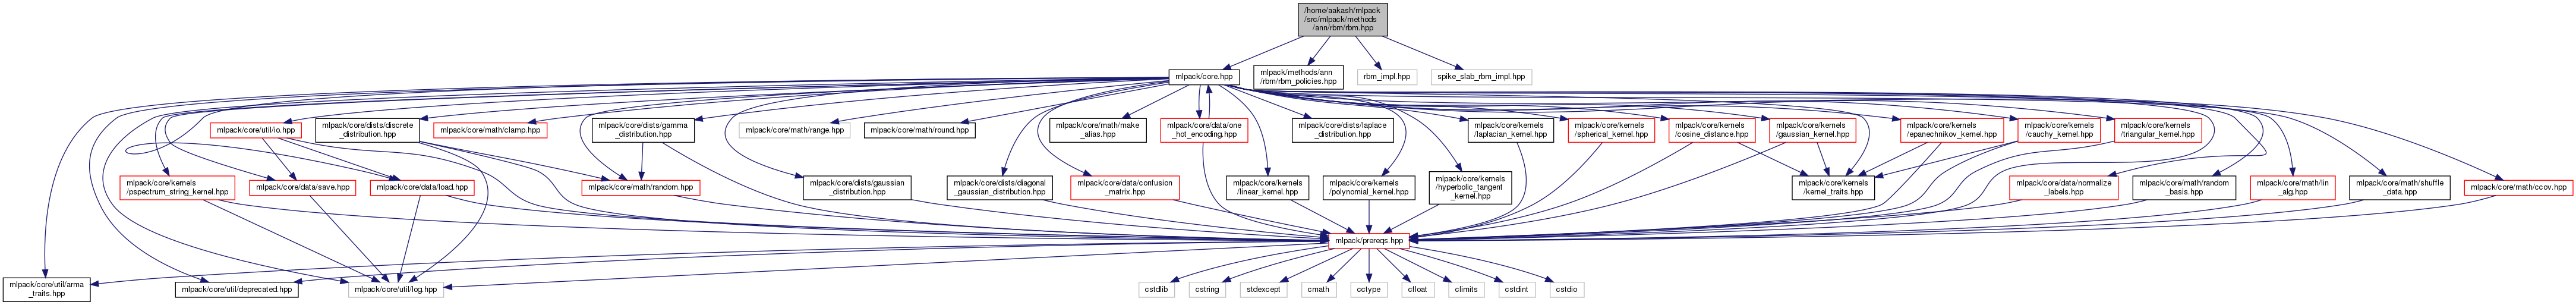 /home/aakash/mlpack
/src/mlpack/methods
/ann/rbm/rbm.hpp
mlpack/core.hpp
mlpack/methods/ann
/rbm/rbm_policies.hpp
rbm_impl.hpp
spike_slab_rbm_impl.hpp
mlpack/core/util/io.hpp
mlpack/core/dists/discrete
_distribution.hpp
mlpack/core/math/clamp.hpp
mlpack/core/dists/gamma
_distribution.hpp
mlpack/core/math/range.hpp
mlpack/core/math/round.hpp
mlpack/core/math/make
_alias.hpp
mlpack/core/data/one
_hot_encoding.hpp
mlpack/core/dists/laplace
_distribution.hpp
mlpack/core/kernels
/laplacian_kernel.hpp
mlpack/core/kernels
/spherical_kernel.hpp
mlpack/core/kernels
/cosine_distance.hpp
mlpack/core/kernels
/gaussian_kernel.hpp
mlpack/core/kernels
/epanechnikov_kernel.hpp
mlpack/core/kernels
/cauchy_kernel.hpp
mlpack/core/kernels
/triangular_kernel.hpp
mlpack/core/kernels
/pspectrum_string_kernel.hpp
mlpack/core/data/save.hpp
mlpack/core/data/load.hpp
mlpack/core/math/random.hpp
mlpack/core/dists/gaussian
_distribution.hpp
mlpack/core/dists/diagonal
_gaussian_distribution.hpp
mlpack/core/data/confusion
_matrix.hpp
mlpack/core/kernels
/linear_kernel.hpp
mlpack/core/kernels
/polynomial_kernel.hpp
mlpack/core/kernels
/hyperbolic_tangent
_kernel.hpp
mlpack/core/kernels
/kernel_traits.hpp
mlpack/core/data/normalize
_labels.hpp
mlpack/core/math/random
_basis.hpp
mlpack/core/math/lin
_alg.hpp
mlpack/core/math/shuffle
_data.hpp
mlpack/core/math/ccov.hpp
mlpack/prereqs.hpp
mlpack/core/util/arma
_traits.hpp
mlpack/core/util/deprecated.hpp
mlpack/core/util/log.hpp
cstdlib
cstring
stdexcept
cmath
cctype
cfloat
climits
cstdint
cstdio